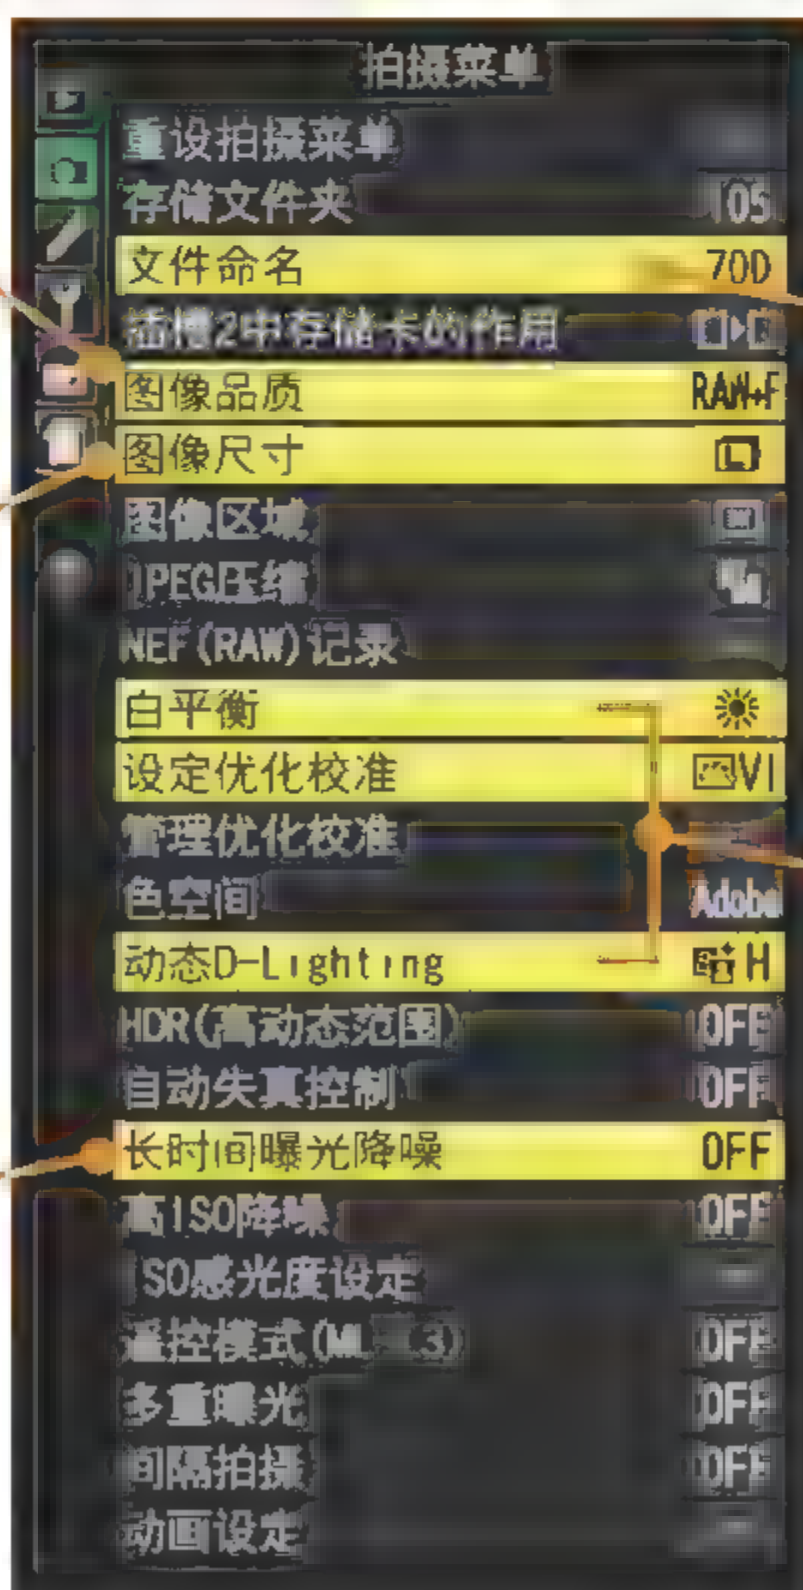 拍摄菜单
重设拍摄菜单
存储文件夹 105
文件命名 70D
插槽2中存储卡的作用
图像品质 RAW+F
图像尺寸 L
图像区域
JPEG压缩
NEF(RAW)记录
白平衡
设定优化校准 VI
管理优化校准
色空间 Adobe
动态D-Lighting H
HDR(高动态范围) OFF
自动失真控制 OFF
长时间曝光降噪 OFF
高ISO降噪 OFF
ISO感光度设定
遥控模式(ML-L3) OFF
多重曝光 OFF
间隔拍摄 OFF
动画设定